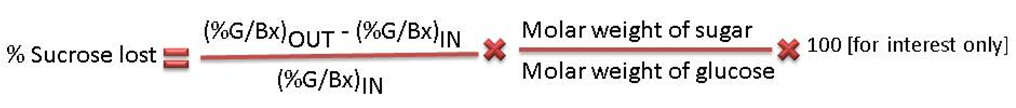 (%G/Bx)OUT - (%G/Bx)IN
Molar weight of sugar
% Sucrose lost = × × 100 [for interest only]
(%G/Bx)IN
Molar weight of glucose